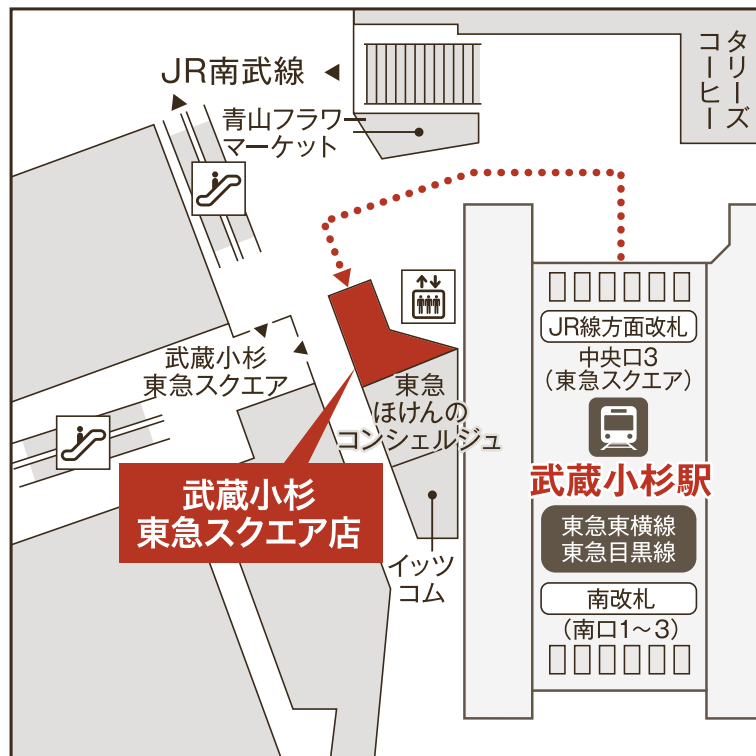 JR南武線
タリーズ
コーヒー
青山フラワー
マーケット
武蔵小杉
東急スクエア
東急
ほけんの
コンシェルジュ
武蔵小杉
東急スクエア店
イッツ
コム
JR線方面改札
中央口3
（東急スクエア）
武蔵小杉駅
東急東横線
東急目黒線
南改札
（南口1～3）